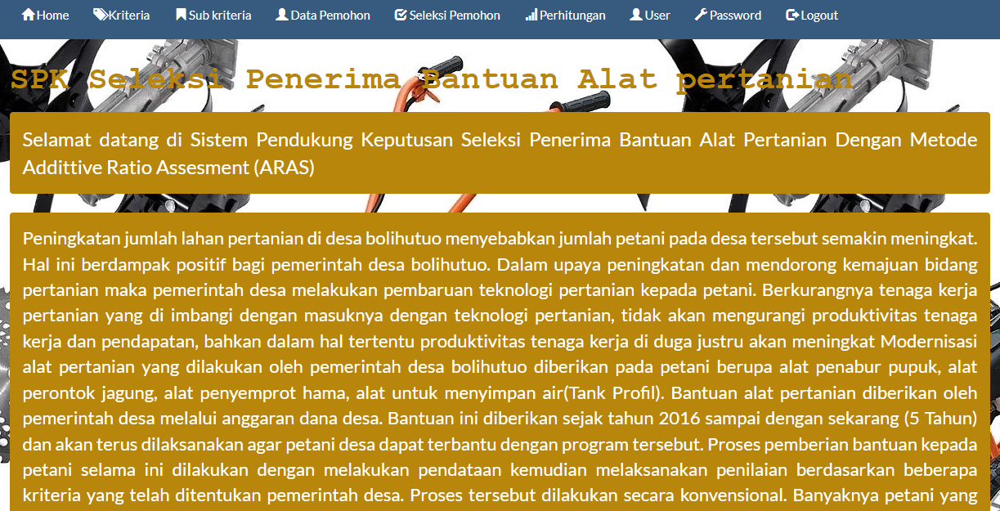 Home Kriteria Sub kriteria Data Pemohon Seleksi Pemohon Perhitungan User Password Logout
SPK Seleksi Penerima Bantuan Alat pertanian
Selamat datang di Sistem Pendukung Keputusan Seleksi Penerima Bantuan Alat Pertanian Dengan Metode
Addittive Ratio Assesment (ARAS)
Peningkatan jumlah lahan pertanian di desa bolihutuo menyebabkan jumlah petani pada desa tersebut semakin meningkat.
Hal ini berdampak positif bagi pemerintah desa bolihutuo. Dalam upaya peningkatan dan mendorong kemajuan bidang
pertanian maka pemerintah desa melakukan pembaruan teknologi pertanian kepada petani. Berkurangnya tenaga kerja
pertanian yang di imbangi dengan masuknya dengan teknologi pertanian, tidak akan mengurangi produktivitas tenaga
kerja dan pendapatan, bahkan dalam hal tertentu produktivitas tenaga kerja di duga justru akan meningkat Modernisasi
alat pertanian yang dilakukan oleh pemerintah desa bolihutuo diberikan pada petani berupa alat penabur pupuk, alat
perontok jagung, alat penyemprot hama, alat untuk menyimpan air(Tank Profil). Bantuan alat pertanian diberikan oleh
pemerintah desa melalui anggaran dana desa. Bantuan ini diberikan sejak tahun 2016 sampai dengan sekarang (5 Tahun)
dan akan terus dilaksanakan agar petani desa dapat terbantu dengan program tersebut. Proses pemberian bantuan kepada
petani selama ini dilakukan dengan melakukan pendataan kemudian melaksanakan penilaian berdasarkan beberapa
kriteria yang telah ditentukan pemerintah desa. Proses tersebut dilakukan secara konvensional. Banyaknya petani yang